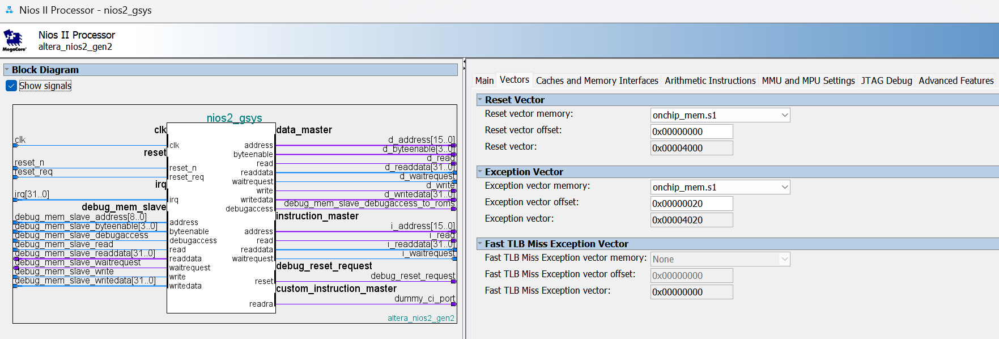 Nios II Processor - nios2_gsys
MegaCore®
Nios II Processor
altera_nios2_gen2
Block Diagram
Show signals
nios2_gsys
clk
clk
clk
reset
reset_n
reset_n
reset_req
reset_req
irq
irq[31..0]
irq
debug_mem_slave
debug_mem_slave_address[8..0]
address
debug_mem_slave_byteenable[3..0]
byteenable
debug_mem_slave_debugaccess
debugaccess
debug_mem_slave_read
read
debug_mem_slave_readdata[31..0]
readdata
debug_mem_slave_waitrequest
waitrequest
debug_mem_slave_write
write
debug_mem_slave_writedata[31..0]
writedata
data_master
address
d_address[15..0]
byteenable
d_byteenable[3..0]
read
d_read
readdata
d_readdata[31..0]
waitrequest
d_waitrequest
write
d_write
writedata
d_writedata[31..0]
debugaccess
debug_mem_slave_debugaccess_to_roms
instruction_master
address
i_address[15..0]
read
i_read
readdata
i_readdata[31..0]
waitrequest
i_waitrequest
debug_reset_request
reset
debug_reset_request
custom_instruction_master
readra
dummy_ci_port
altera_nios2_gen2
Main Vectors Caches and Memory Interfaces Arithmetic Instructions MMU and MPU Settings JTAG Debug Advanced Features
Reset Vector
Reset vector memory: onchip_mem.s1
Reset vector offset: 0x00000000
Reset vector: 0x00004000
Exception Vector
Exception vector memory: onchip_mem.s1
Exception vector offset: 0x00000020
Exception vector: 0x00004020
Fast TLB Miss Exception Vector
Fast TLB Miss Exception vector memory: None
Fast TLB Miss Exception vector offset: 0x00000000
Fast TLB Miss Exception vector: 0x00000000